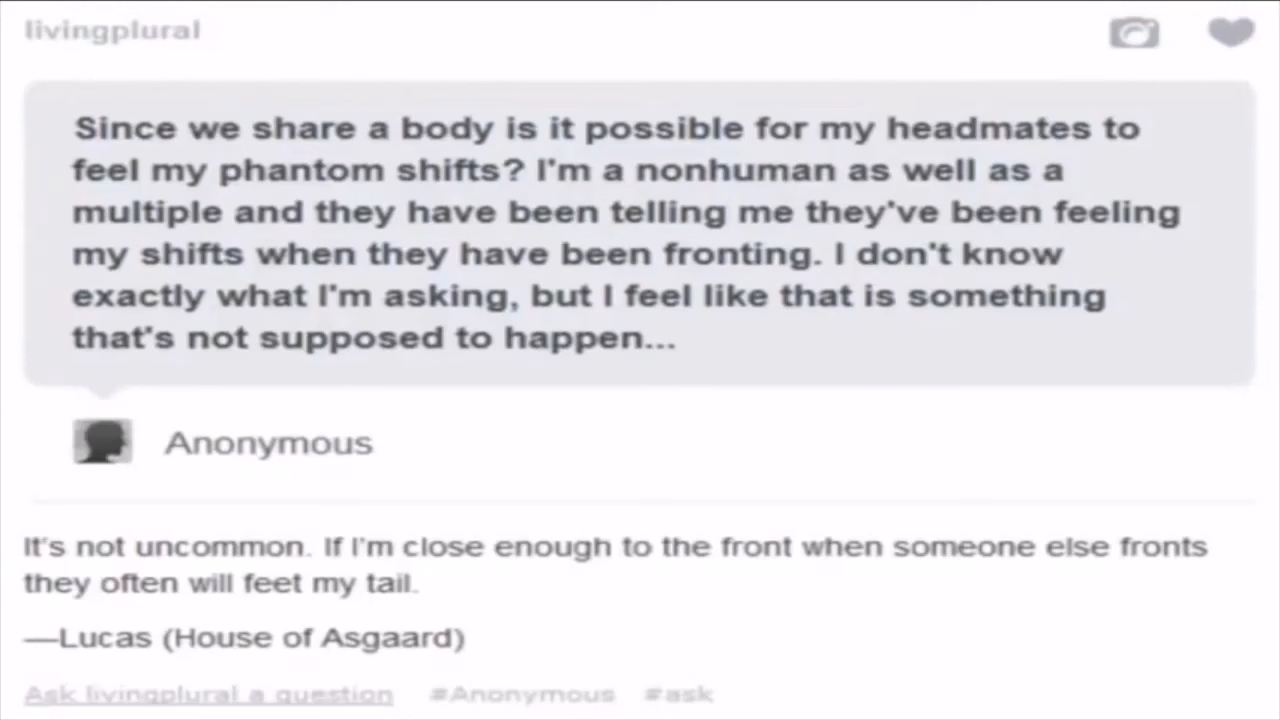 livingplural
Since we share a body is it possible for my headmates to
feel my phantom shifts? I'm a nonhuman as well as a
multiple and they have been telling me they've been feeling
my shifts when they have been fronting. I don't know
exactly what I'm asking, but I feel like that is something
that's not supposed to happen...
Anonymous
It's not uncommon. If I'm close enough to the front when someone else fronts
they often will feet my tail.
—Lucas (House of Asgaard)
Ask livingplural a question #Anonymous #ask